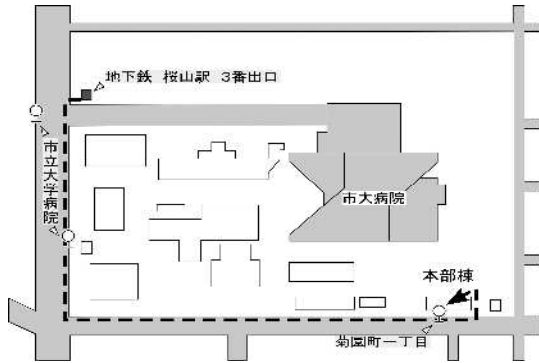 地下鉄 桜山駅 3番出口
市立大学病院
市大病院
本部棟
菊園町一丁目